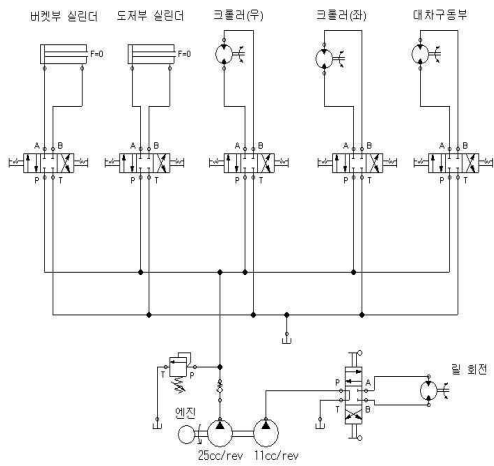 버켓부 실린더 도저부 실린더 크롤러(우) 크롤러(좌) 대차구동부
F=0 F=0
A B A B A B A B A B
P T P T P T P T P T
T P P A 릴 회전
T B
엔진
25cc/rev 11cc/rev